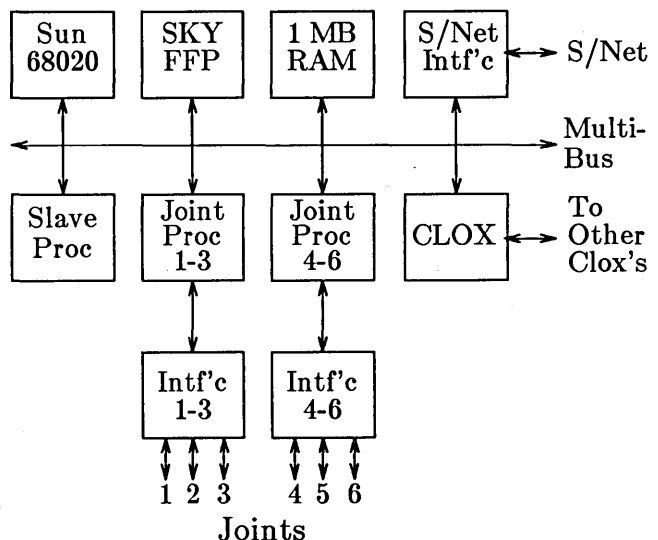 Sun
68020
SKY
FFP
1 MB
RAM
S/Net
Intf'c
S/Net
Multi-
Bus
Slave
Proc
Joint
Proc
1-3
Joint
Proc
4-6
CLOX
To
Other
Clox's
Intf'c
1-3
Intf'c
4-6
1 2 3
4 5 6
Joints